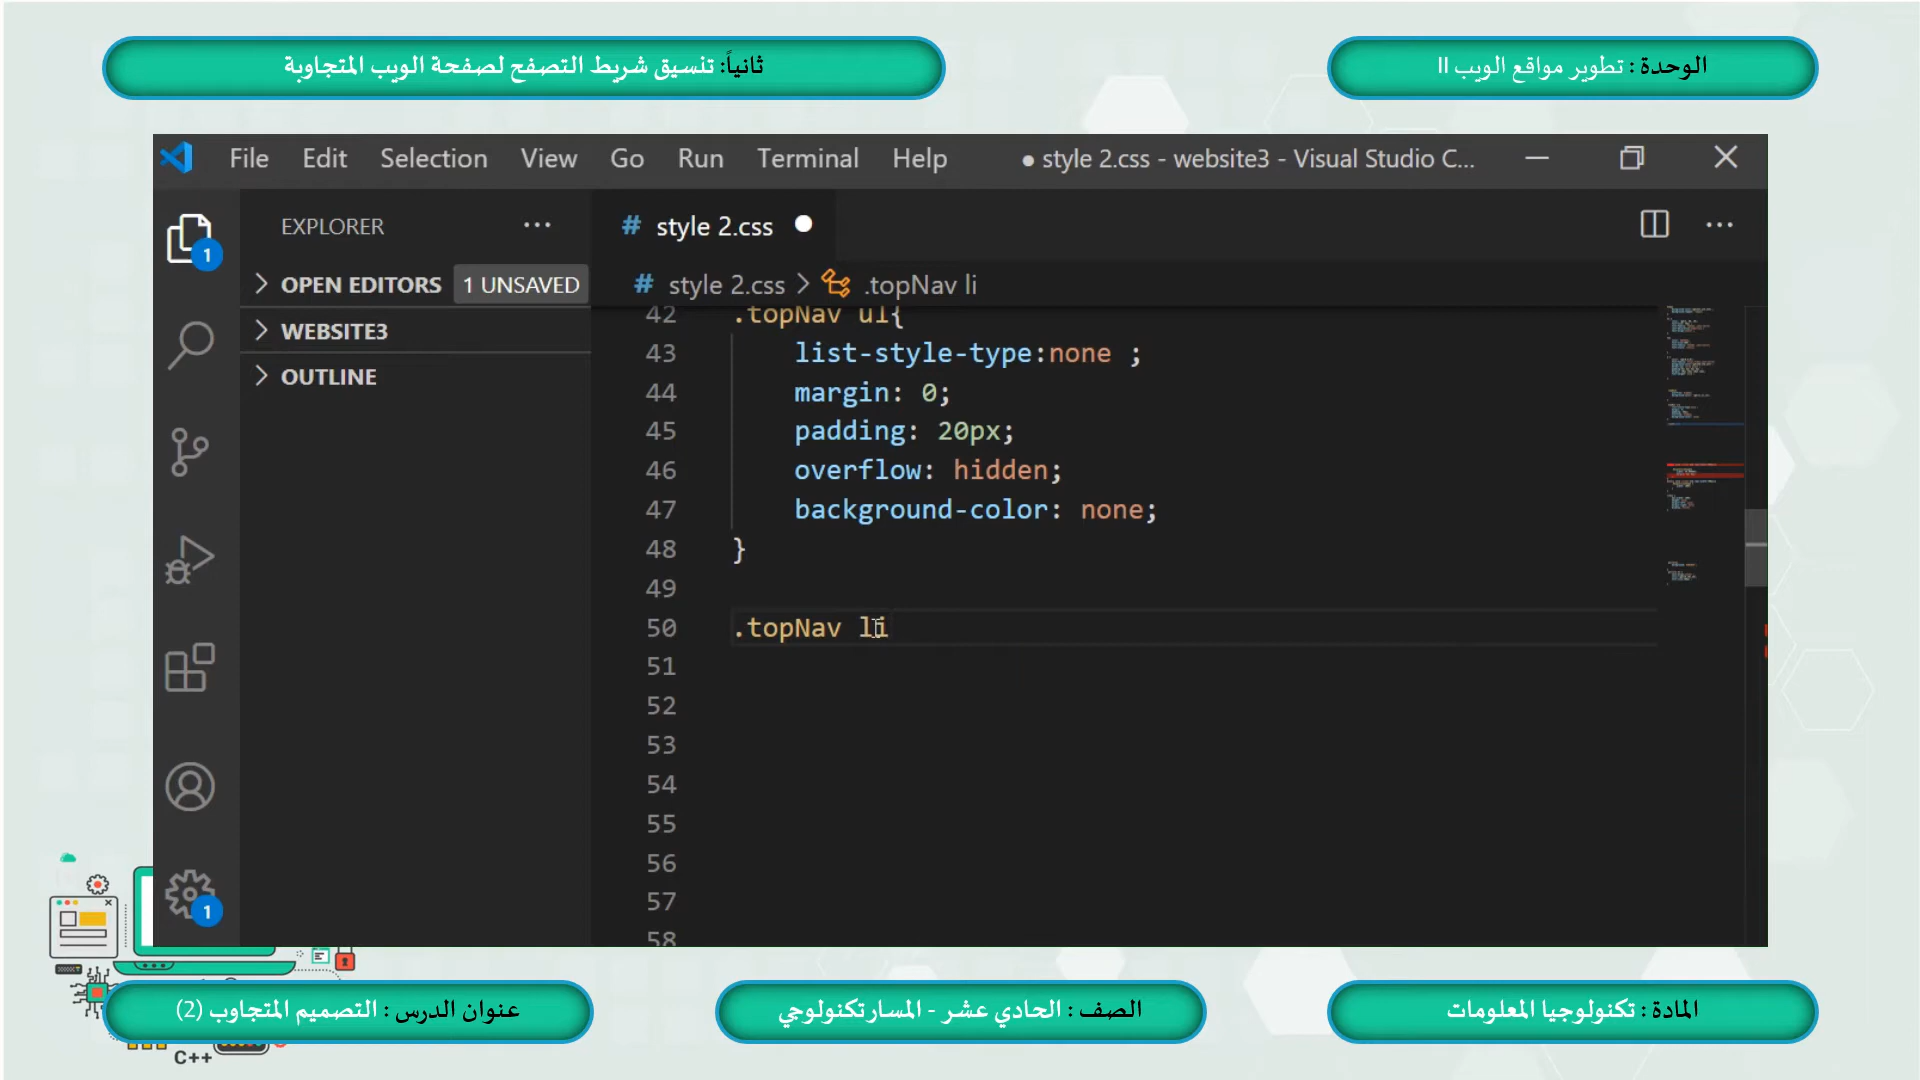 الوحدة : تطوير مواقع الويب II
ثانياً: تنسيق شريط التصفح لصفحة الويب المتجاوبة
File Edit Selection View Go Run Terminal Help ● style 2.css - website3 - Visual Studio C...
EXPLORER ···
# style 2.css ● ···
1
OPEN EDITORS 1 UNSAVED
# style 2.css > .topNav li
WEBSITE3
OUTLINE
42 .topNav ul{
43 list-style-type:none ;
44 margin: 0;
45 padding: 20px;
46 overflow: hidden;
47 background-color: none;
48 }
49
50 .topNav li
51
52
53
54
55
56
57
58
1
المادة : تكنولوجيا المعلومات
الصف : الحادي عشر - المسار تكنولوجي
عنوان الدرس : التصميم المتجاوب (2)
C++